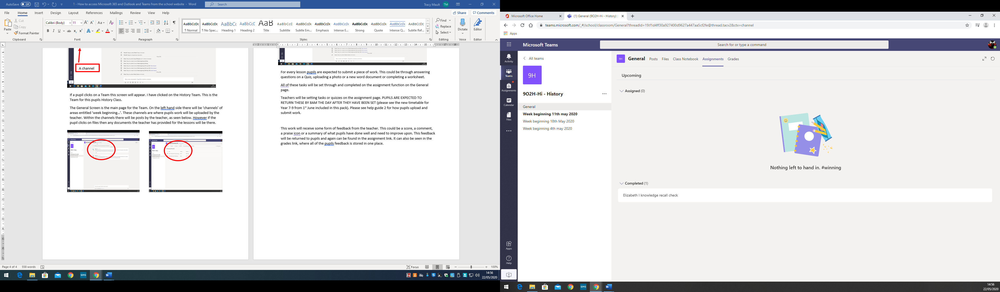 AutoSave Off
1 - How to access Microsoft 365 and Outlook and Teams from the school website - Word
Search
Tracy Mault TM
File Home Insert Design Layout References Mailings Review View Help
Share Comments
Paste
Cut
Copy
Format Painter
Clipboard
Calibri (Body) 11
Font
Paragraph
AaBbCcDc AaBbCcDc AaBbCc AaBbCcD AaB AaBbCcD AaBbCcDc AaBbCcDc AaBbCcDc AaBbCcDc AaBbCcDc AaBbCcDc AABBCCDD
¶ Normal ¶ No Spac... Heading 1 Heading 2 Title Subtitle Subtle Em... Emphasis Intense E... Strong Quote Intense Q... Subtle Ref...
Styles
Find
Replace
Select
Editing
Dictate
Voice
Editor
Editor
A channel
If a pupil clicks on a Team this screen will appear. I have clicked on the History Team. This is the
Team for this pupils History Class.
The General Screen is the main page for the Team. On the left hand side there will be ‘channels’ of
areas entitled ‘week beginning…’. These channels are where pupils work will be uploaded by the
teacher. Within the channels there will be posts by the teacher, as seen below. However if the
pupil clicks on files then any documents the teacher has provided for the lessons will be there.
For every lesson pupils are expected to submit a piece of work. This could be through answering
questions on a Quiz, uploading a photo or a new word document or completing a worksheet.
All of these tasks will be set through and completed on the assignment function on the General
page.
Teachers will be setting tasks or quizzes on the assignment page. PUPILS ARE EXPECTED TO
RETURN THESE BY 8AM THE DAY AFTER THEY HAVE BEEN SET (please see the new timetable for
Year 7-9 from 1st June included in this pack). Please see help guide 2 for how pupils upload and
submit work.
This work will receive some form of feedback from the teacher. This could be a score, a comment,
a praise icon or a summary of what pupils have done well and need to improve upon. This feedback
will be returned to pupils and again can be found in the assignment link. It can also be seen in the
grades link, where all of the pupils feedback is stored in one place.
Page 4 of 4 558 words
Focus
100%
SIMS
14:56
22/05/2020
Microsoft Office Home
(1) General (9O2H-Hi - History) |
teams.microsoft.com/_#/school/classroom/General?threadId=19:f1d4ff30a927400d9627a447aa5cf2fe@thread.tacv2&ctx=channel
Apps
Microsoft Teams
Search for or type a command
Activity
Teams
Assignments
Calendar
Files
Apps
Help
All teams
9H
9O2H-Hi - History
General
Week beginning 11th may 2020
Week beginning 18th May 2020
Week beginning 4th may 2020
9H General Posts Files Class Notebook Assignments Grades
Upcoming
Assigned (0)
Nothing left to hand in. #winning
Completed (1)
Elizabeth I knowledge recall check
SIMS
14:56
22/05/2020